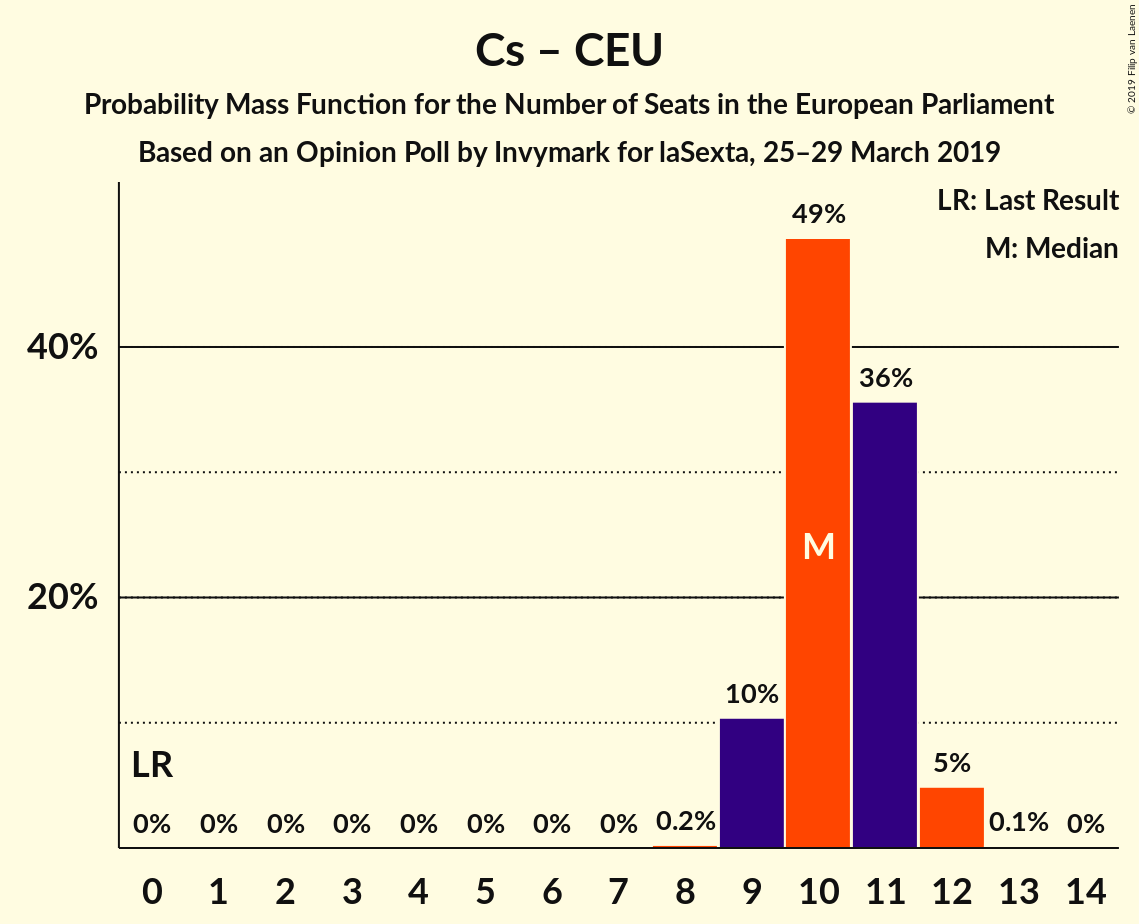 Cs – CEU
Probability Mass Function for the Number of Seats in the European Parliament
Based on an Opinion Poll by Invymark for laSexta, 25–29 March 2019
© 2019 Filip van Laenen
LR: Last Result
M: Median
49%
40%
36%
M
20%
10%
LR
5%
0% 0% 0% 0% 0% 0% 0% 0% 0.2% 0.1% 0%
0 1 2 3 4 5 6 7 8 9 10 11 12 13 14